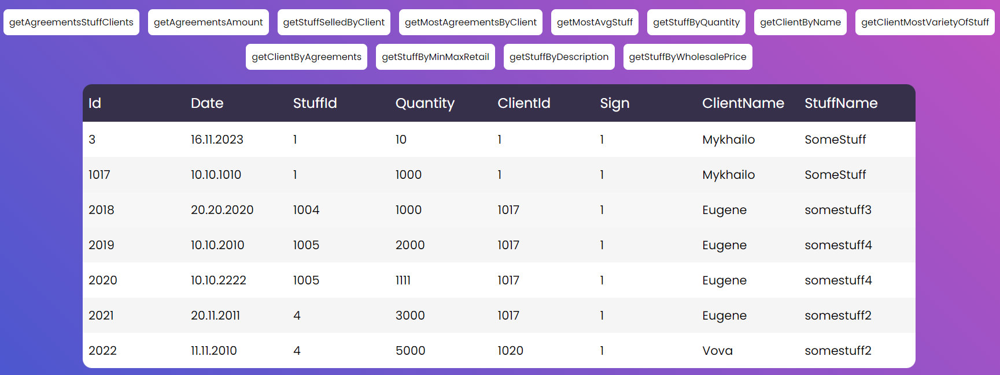 getAgreementsStuffClients getAgreementsAmount getStuffSelledByClient getMostAgreementsByClient getMostAvgStuff getStuffByQuantity getClientByName getClientMostVarietyOfStuff
getClientByAgreements getStuffByMinMaxRetail getStuffByDescription getStuffByWholesalePrice
Id Date StuffId Quantity ClientId Sign ClientName StuffName
3 16.11.2023 1 10 1 1 Mykhailo SomeStuff
1017 10.10.1010 1 1000 1 1 Mykhailo SomeStuff
2018 20.20.2020 1004 1000 1017 1 Eugene somestuff3
2019 10.10.2010 1005 2000 1017 1 Eugene somestuff4
2020 10.10.2222 1005 1111 1017 1 Eugene somestuff4
2021 20.11.2011 4 3000 1017 1 Eugene somestuff2
2022 11.11.2010 4 5000 1020 1 Vova somestuff2